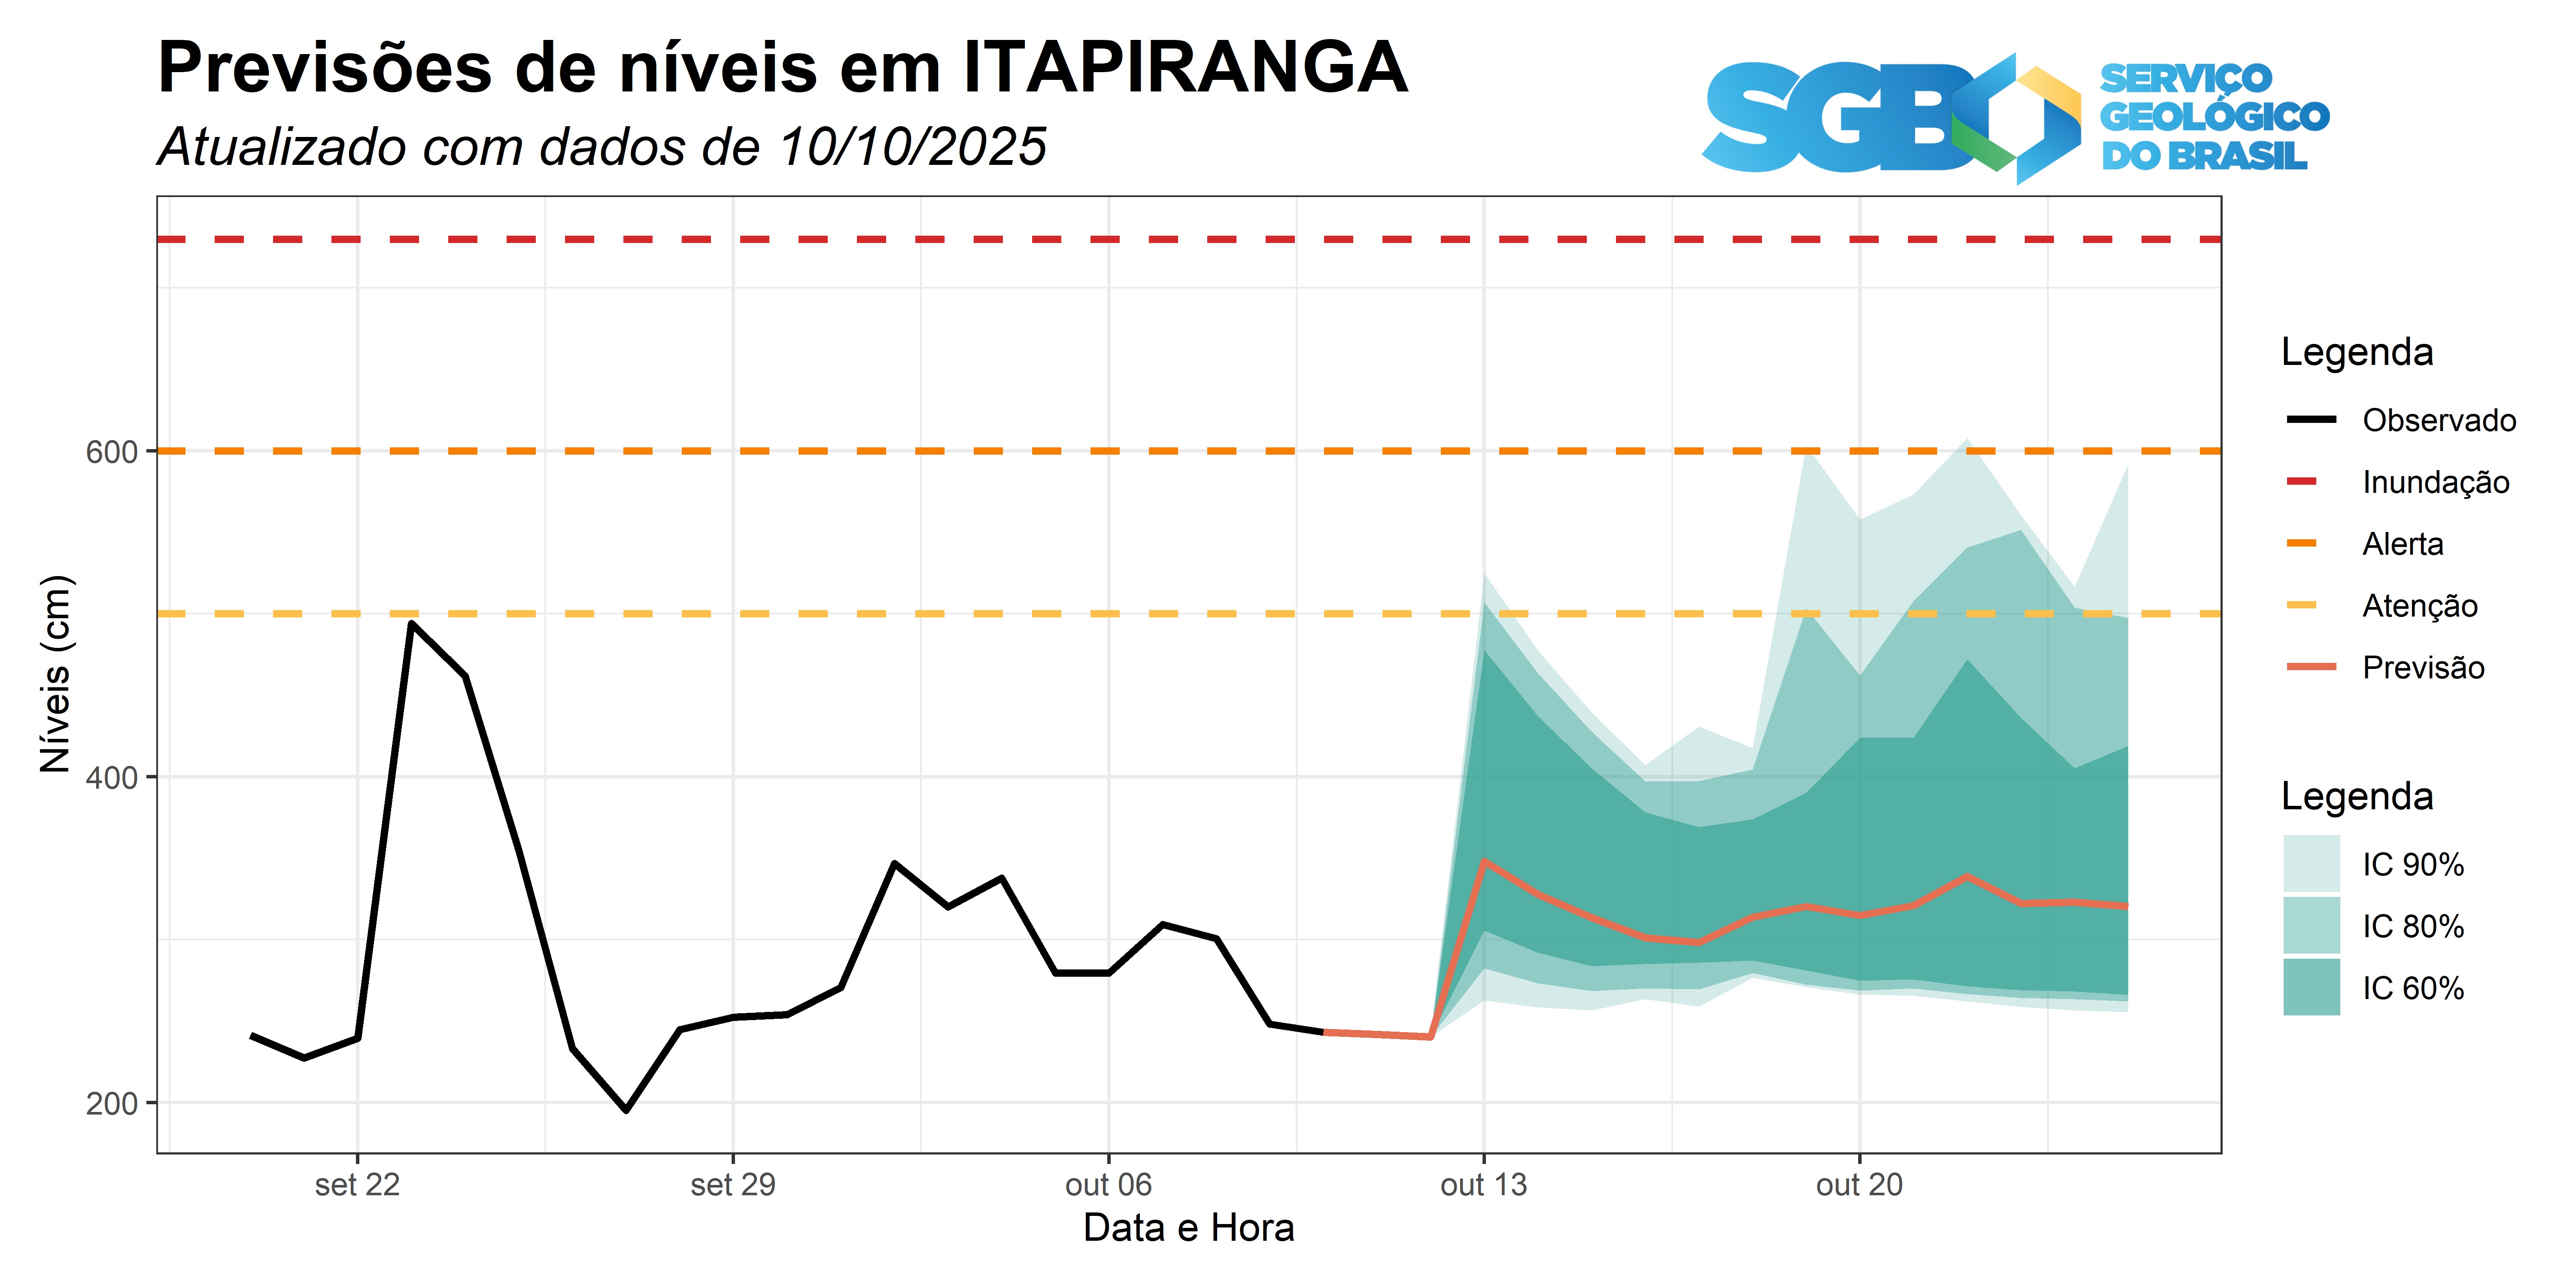 Previsões de níveis em ITAPIRANGA
Atualizado com dados de 10/10/2025
SGB
SERVIÇO
GEOLÓGICO
DO BRASIL
Níveis (cm)
600
400
200
set 22
set 29
out 06
out 13
out 20
Data e Hora
Legenda
Observado
Inundação
Alerta
Atenção
Previsão
Legenda
IC 90%
IC 80%
IC 60%